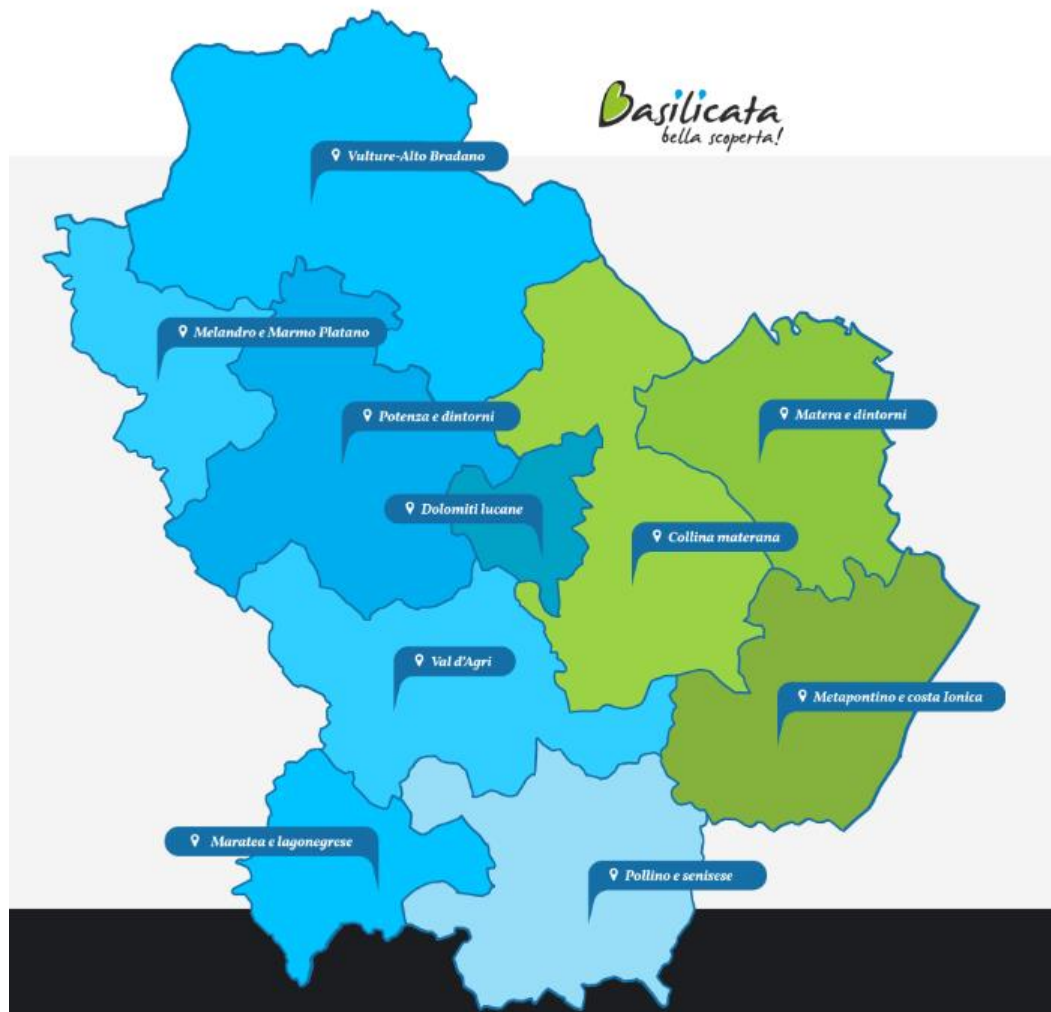 Basilicata
bella scoperta!
Vulture-Alto Bradano
Melandro e Marmo Platano
Potenza e dintorni
Matera e dintorni
Dolomiti lucane
Collina materana
Val d'Agri
Metapontino e costa Ionica
Maratea e lagonegrese
Pollino e senisese